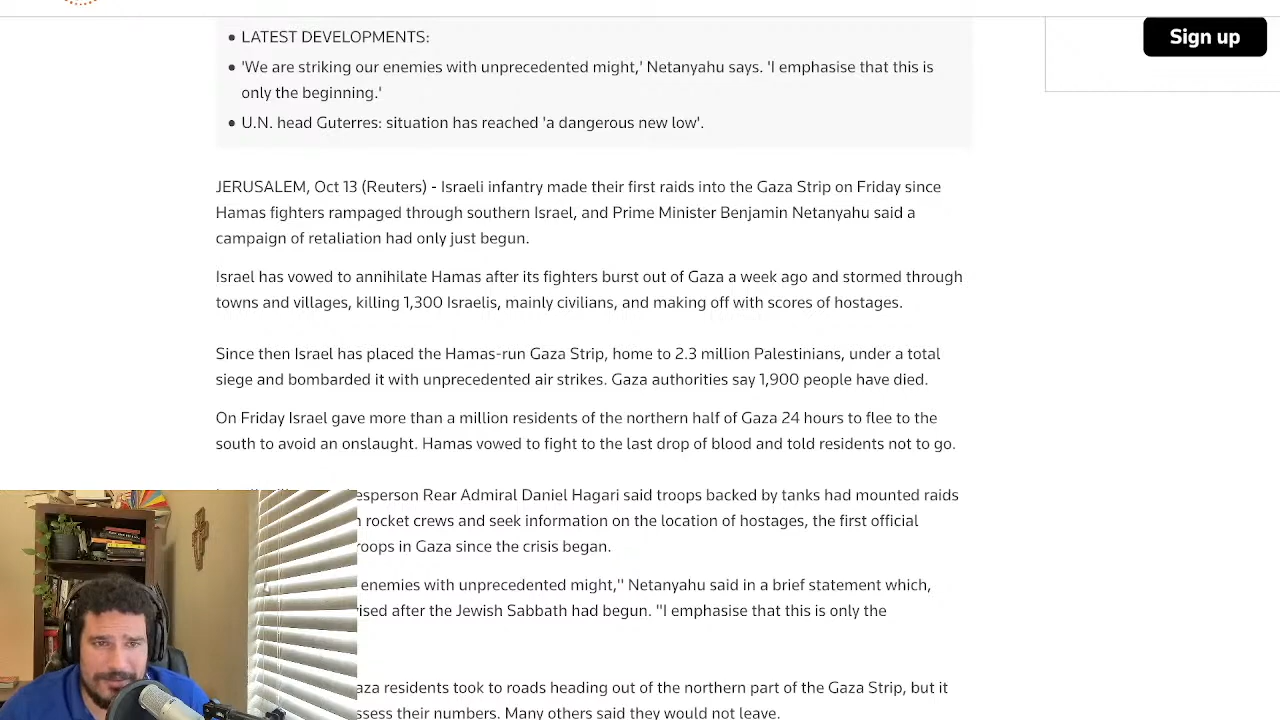 Sign up
LATEST DEVELOPMENTS:
'We are striking our enemies with unprecedented might,' Netanyahu says. 'I emphasise that this is
only the beginning.'
U.N. head Guterres: situation has reached 'a dangerous new low'.
JERUSALEM, Oct 13 (Reuters) - Israeli infantry made their first raids into the Gaza Strip on Friday since
Hamas fighters rampaged through southern Israel, and Prime Minister Benjamin Netanyahu said a
campaign of retaliation had only just begun.
Israel has vowed to annihilate Hamas after its fighters burst out of Gaza a week ago and stormed through
towns and villages, killing 1,300 Israelis, mainly civilians, and making off with scores of hostages.
Since then Israel has placed the Hamas-run Gaza Strip, home to 2.3 million Palestinians, under a total
siege and bombarded it with unprecedented air strikes. Gaza authorities say 1,900 people have died.
On Friday Israel gave more than a million residents of the northern half of Gaza 24 hours to flee to the
south to avoid an onslaught. Hamas vowed to fight to the last drop of blood and told residents not to go.
esperson Rear Admiral Daniel Hagari said troops backed by tanks had mounted raids
rocket crews and seek information on the location of hostages, the first official
roops in Gaza since the crisis began.
enemies with unprecedented might," Netanyahu said in a brief statement which,
ised after the Jewish Sabbath had begun. "I emphasise that this is only the
aza residents took to roads heading out of the northern part of the Gaza Strip, but it
ssess their numbers. Many others said they would not leave.